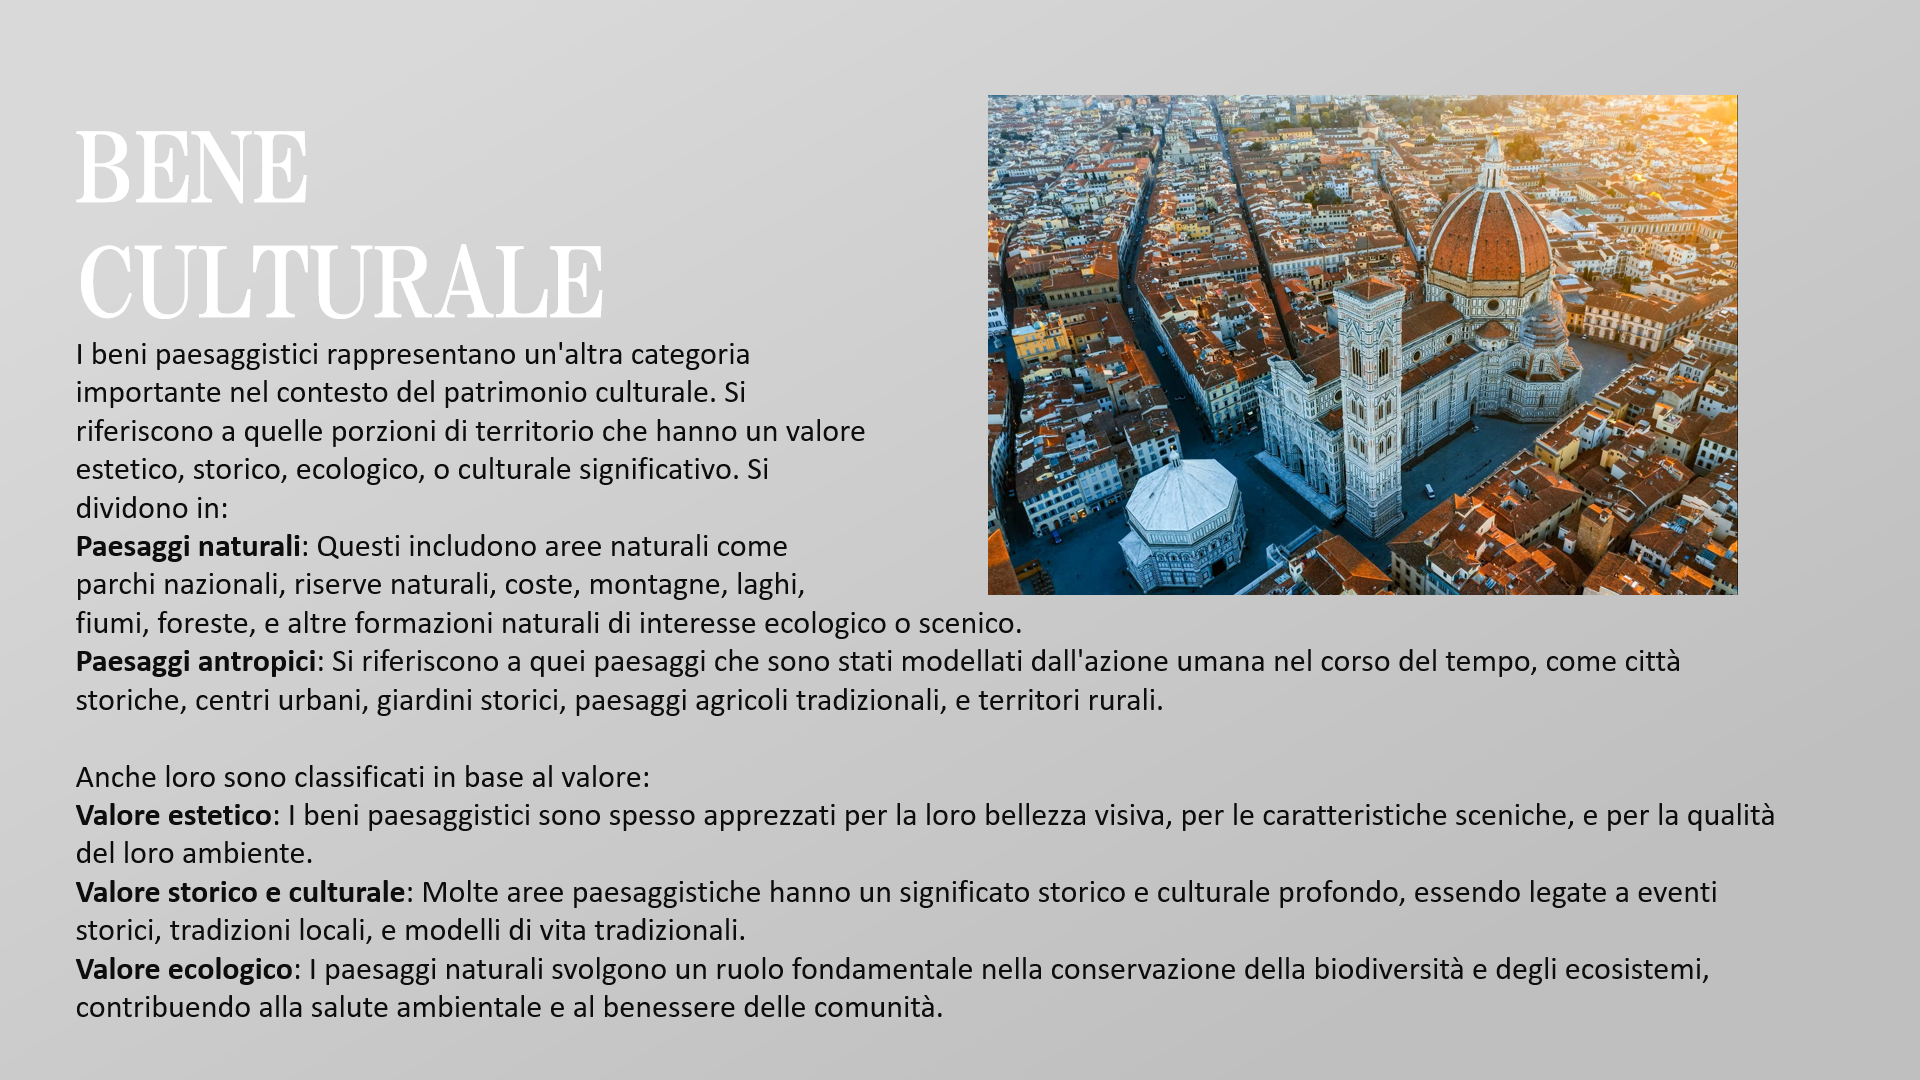 BENE
CULTURALE
I beni paesaggistici rappresentano un'altra categoria
importante nel contesto del patrimonio culturale. Si
riferiscono a quelle porzioni di territorio che hanno un valore
estetico, storico, ecologico, o culturale significativo. Si
dividono in:
Paesaggi naturali: Questi includono aree naturali come
parchi nazionali, riserve naturali, coste, montagne, laghi,
fiumi, foreste, e altre formazioni naturali di interesse ecologico o scenico.
Paesaggi antropici: Si riferiscono a quei paesaggi che sono stati modellati dall'azione umana nel corso del tempo, come città
storiche, centri urbani, giardini storici, paesaggi agricoli tradizionali, e territori rurali.
Anche loro sono classificati in base al valore:
Valore estetico: I beni paesaggistici sono spesso apprezzati per la loro bellezza visiva, per le caratteristiche sceniche, e per la qualità
del loro ambiente.
Valore storico e culturale: Molte aree paesaggistiche hanno un significato storico e culturale profondo, essendo legate a eventi
storici, tradizioni locali, e modelli di vita tradizionali.
Valore ecologico: I paesaggi naturali svolgono un ruolo fondamentale nella conservazione della biodiversità e degli ecosistemi,
contribuendo alla salute ambientale e al benessere delle comunità.